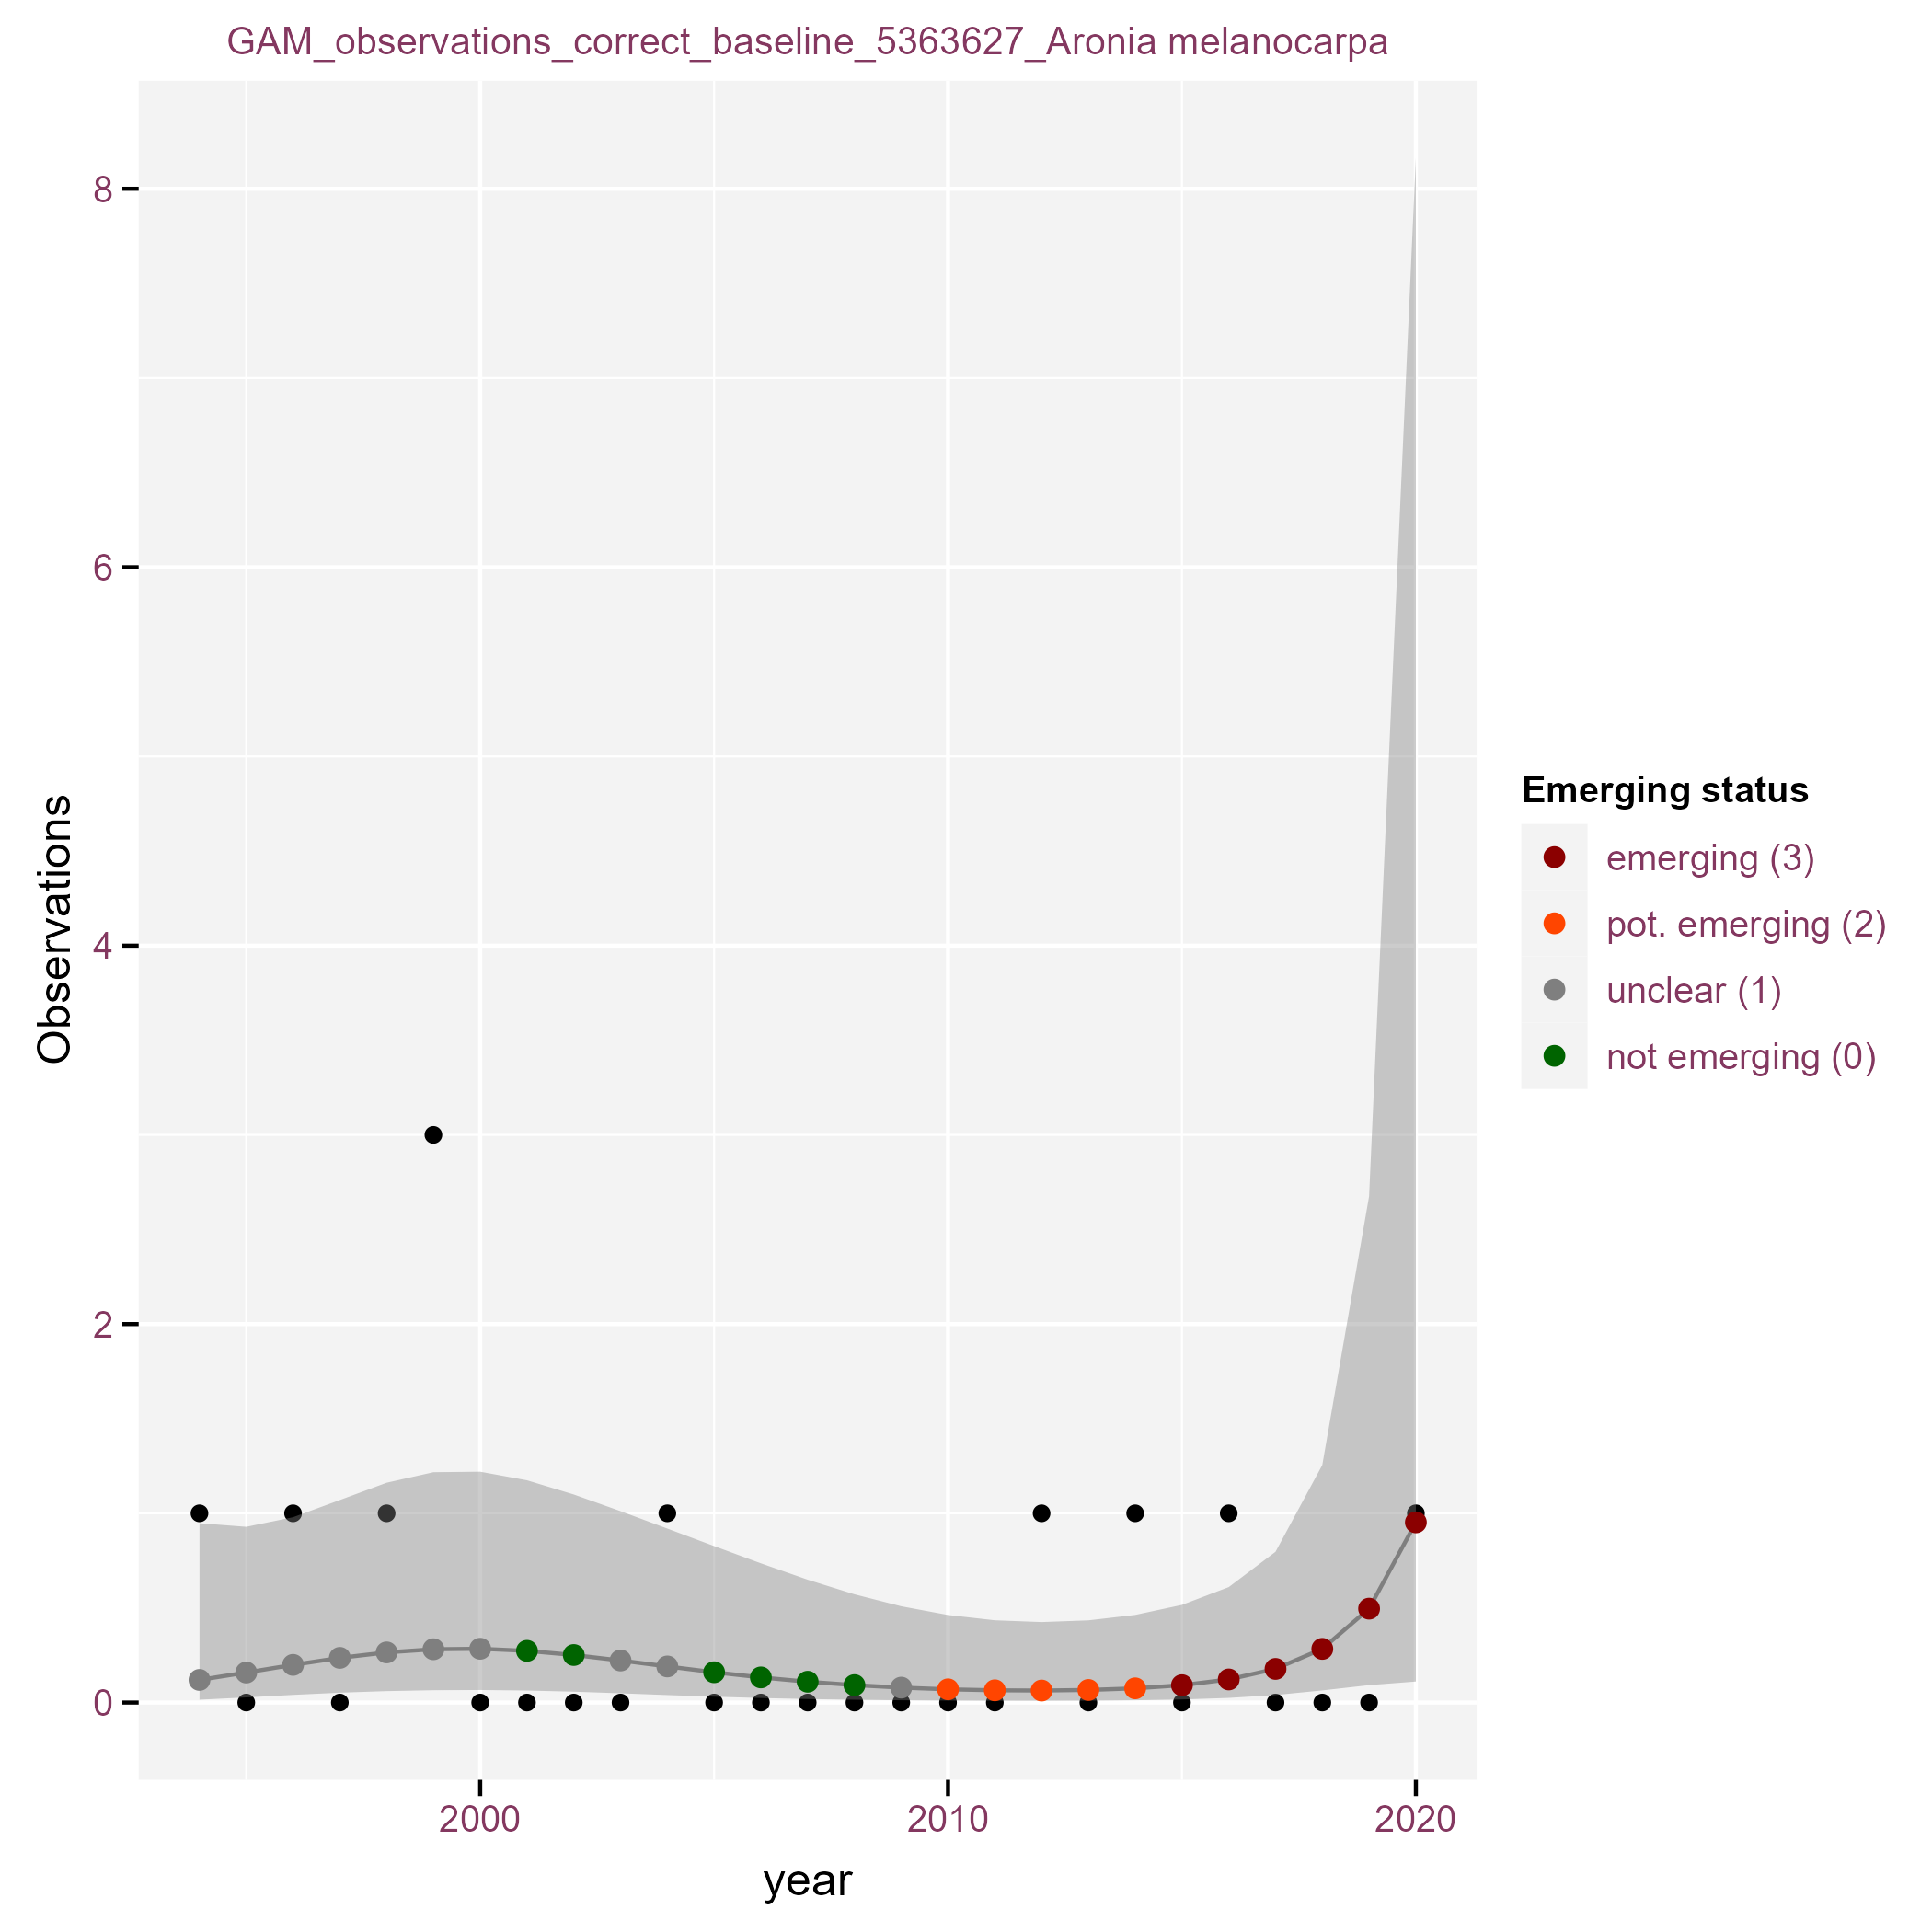 GAM_observations_correct_baseline_5363627_Aronia melanocarpa
8
6
4
2
0
Observations
2000
2010
2020
year
Emerging status
emerging (3)
pot. emerging (2)
unclear (1)
not emerging (0)